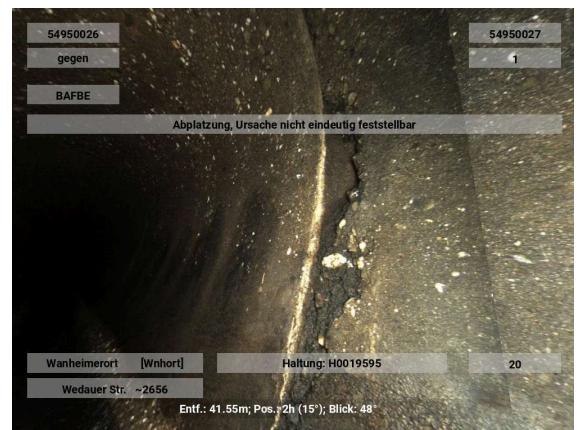 54950026
54950027
gegen
1
BAFBE
Abplatzung, Ursache nicht eindeutig feststellbar
Wanheimerort [Wnhort]
Haltung: H0019595
20
Wedauer Str. ~2656
Entf.: 41.55m; Pos.: 2h (15°); Blick: 48°